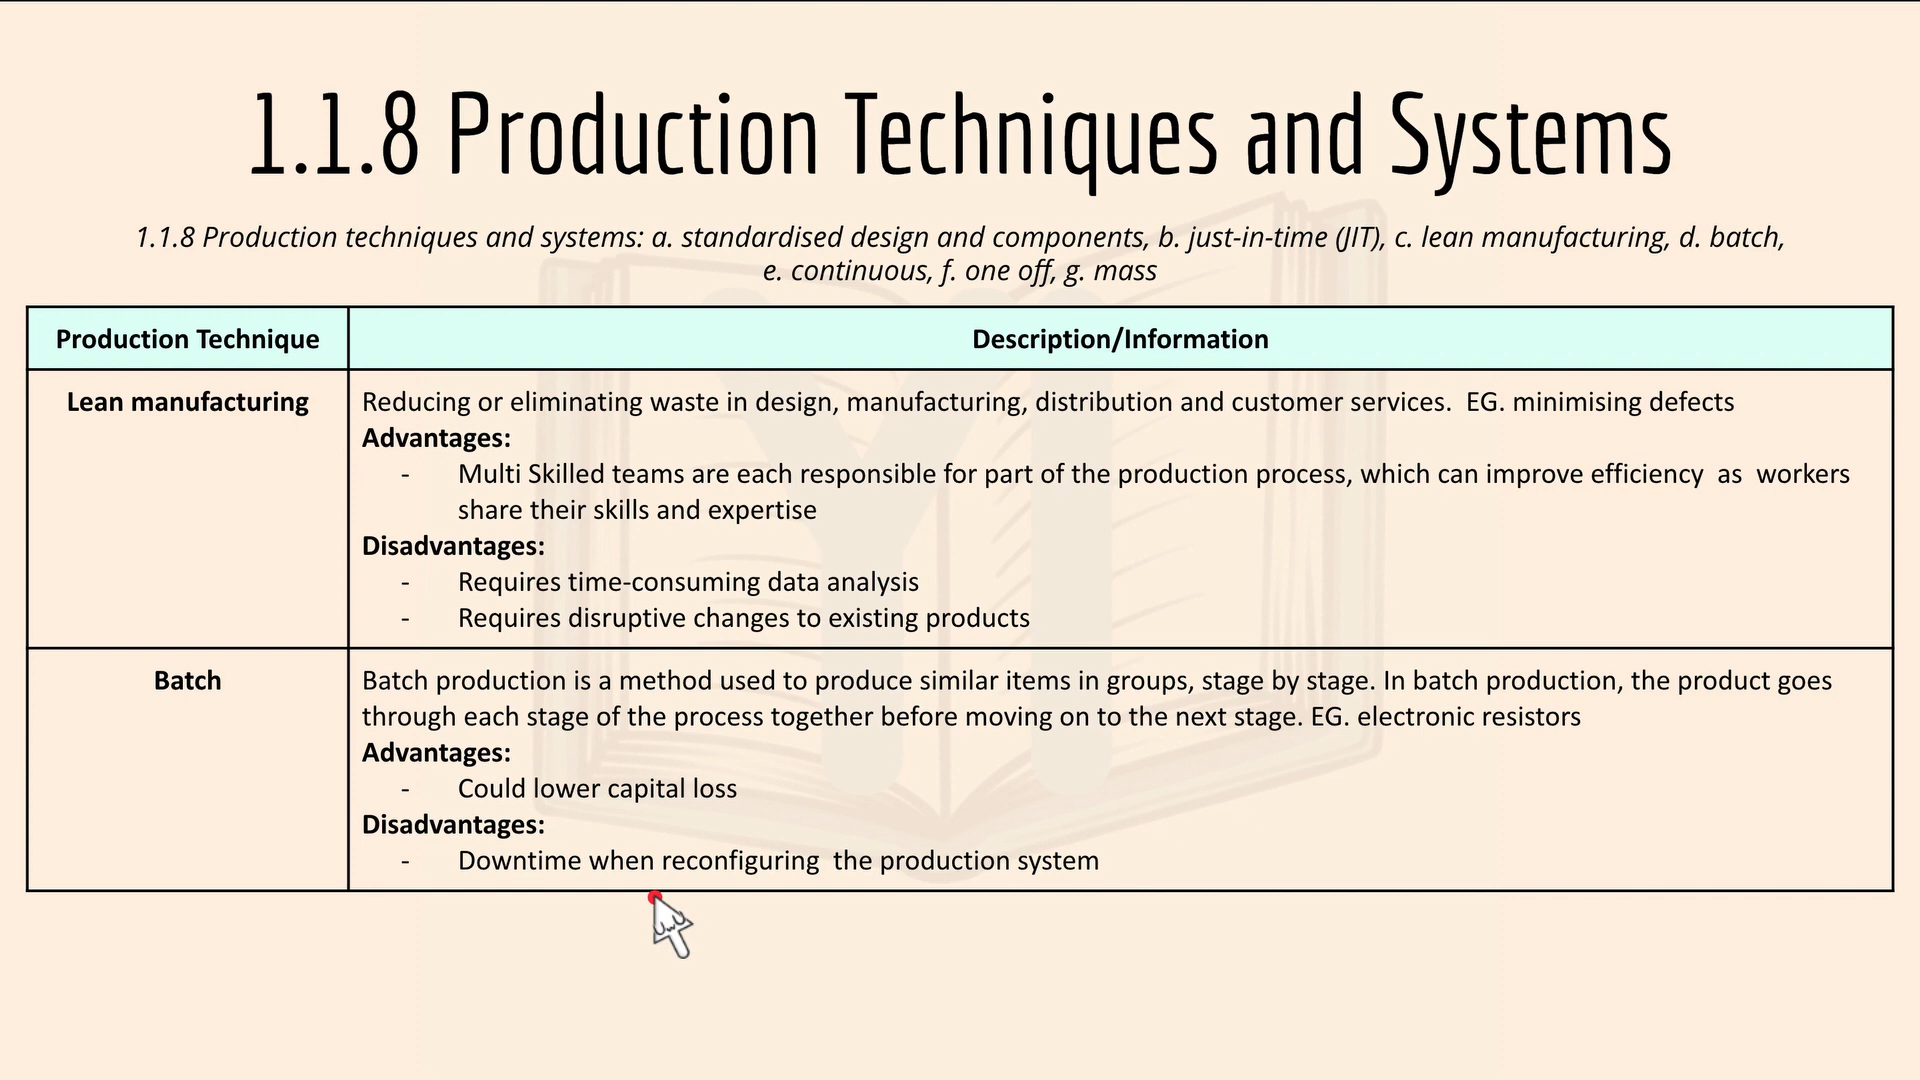 1.1.8 Production Techniques and Systems
1.1.8 Production techniques and systems: a. standardised design and components, b. just-in-time (JIT), c. lean manufacturing, d. batch,
e. continuous, f. one off, g. mass
Production Technique
Description/Information
Lean manufacturing
Reducing or eliminating waste in design, manufacturing, distribution and customer services.  EG. minimising defects
Advantages:
- Multi Skilled teams are each responsible for part of the production process, which can improve efficiency  as  workers
share their skills and expertise
Disadvantages:
- Requires time-consuming data analysis
- Requires disruptive changes to existing products
Batch
Batch production is a method used to produce similar items in groups, stage by stage. In batch production, the product goes
through each stage of the process together before moving on to the next stage. EG. electronic resistors
Advantages:
- Could lower capital loss
Disadvantages:
- Downtime when reconfiguring  the production system